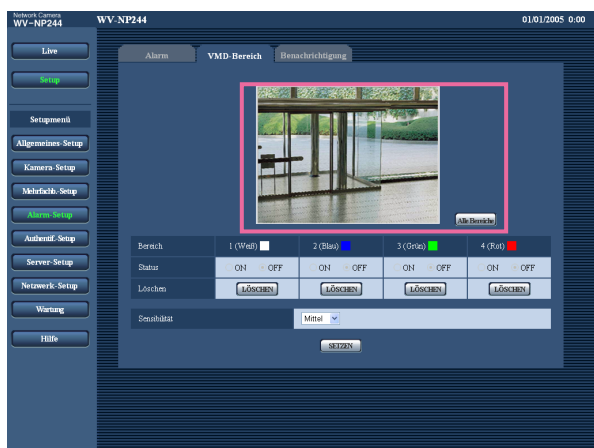 Network Camera
WV-NP244
WV-NP244
01/01/2005 0:00
Live
Setup
Setupmenü
Allgemeines-Setup
Kamera-Setup
Mehrfachb.-Setup
Alarm-Setup
Authentif.-Setup
Server-Setup
Netzwerk-Setup
Wartung
Hilfe
Alarm VMD-Bereich Benachrichtigung
Alle Bereiche
Bereich 1 (Weiß) 2 (Blau) 3 (Grün) 4 (Rot)
Status ON OFF ON OFF ON OFF ON OFF
Löschen LÖSCHEN LÖSCHEN LÖSCHEN LÖSCHEN
Sensibilität Mittel
SETZEN